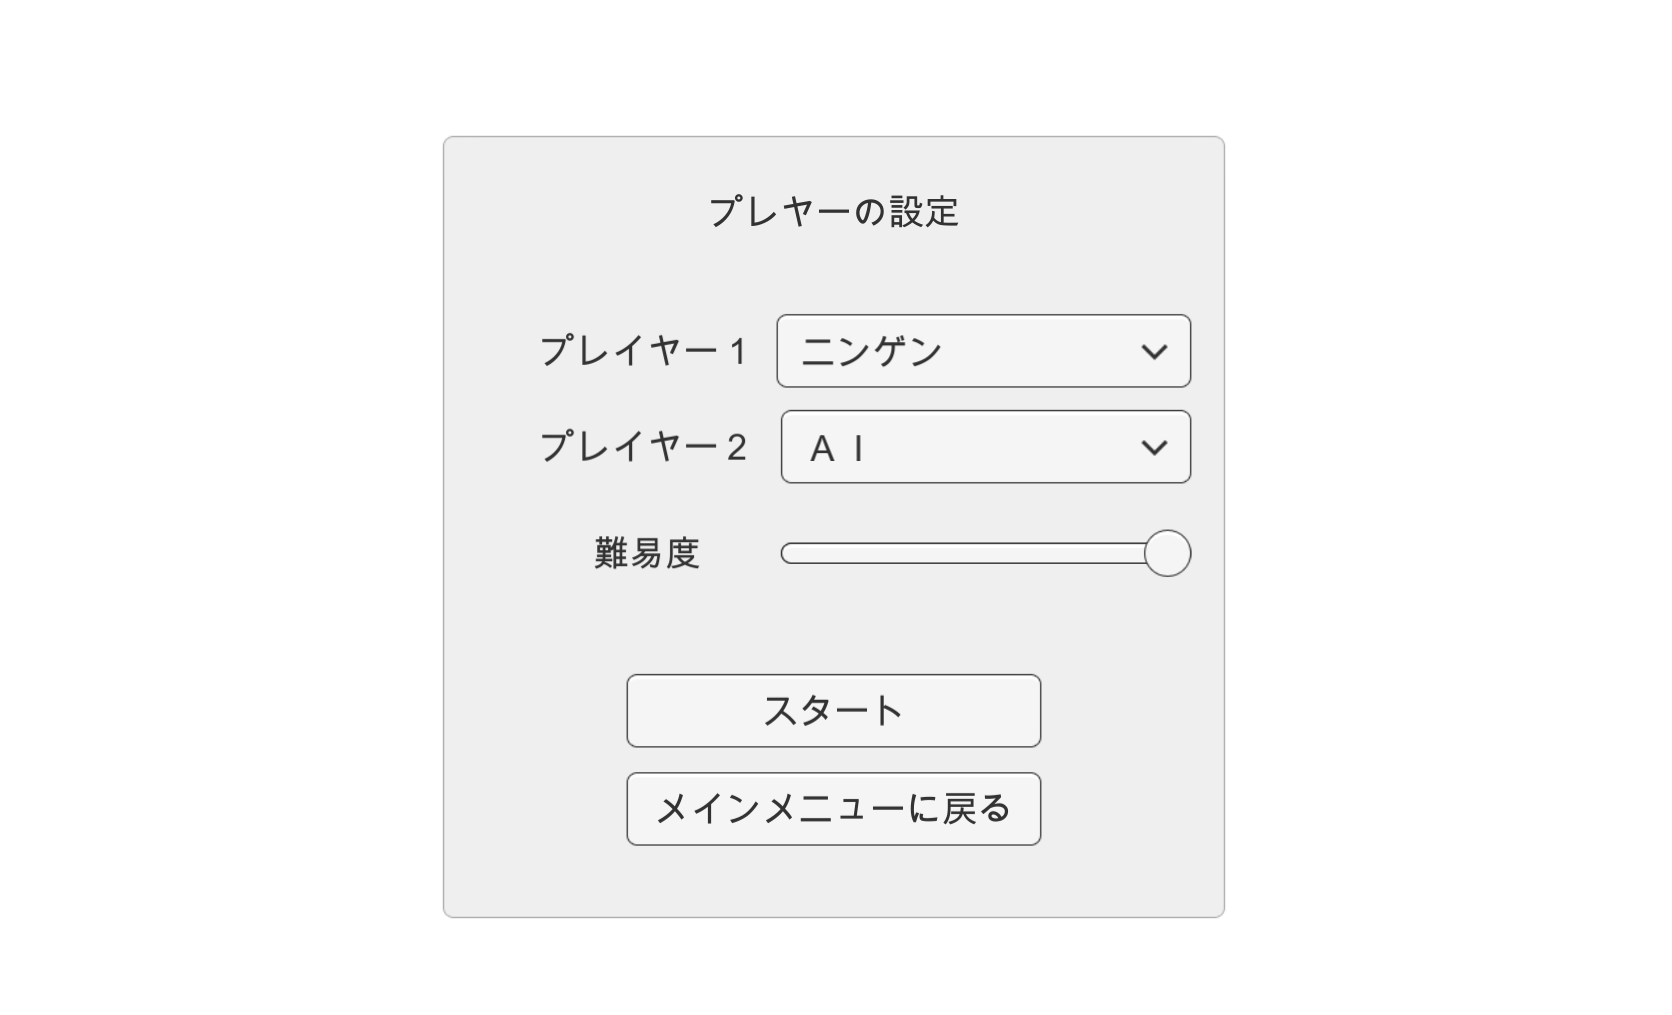 プレヤーの設定
プレイヤー 1 ニンゲン
プレイヤー 2 ＡＩ
難易度
スタート
メインメニューに戻る